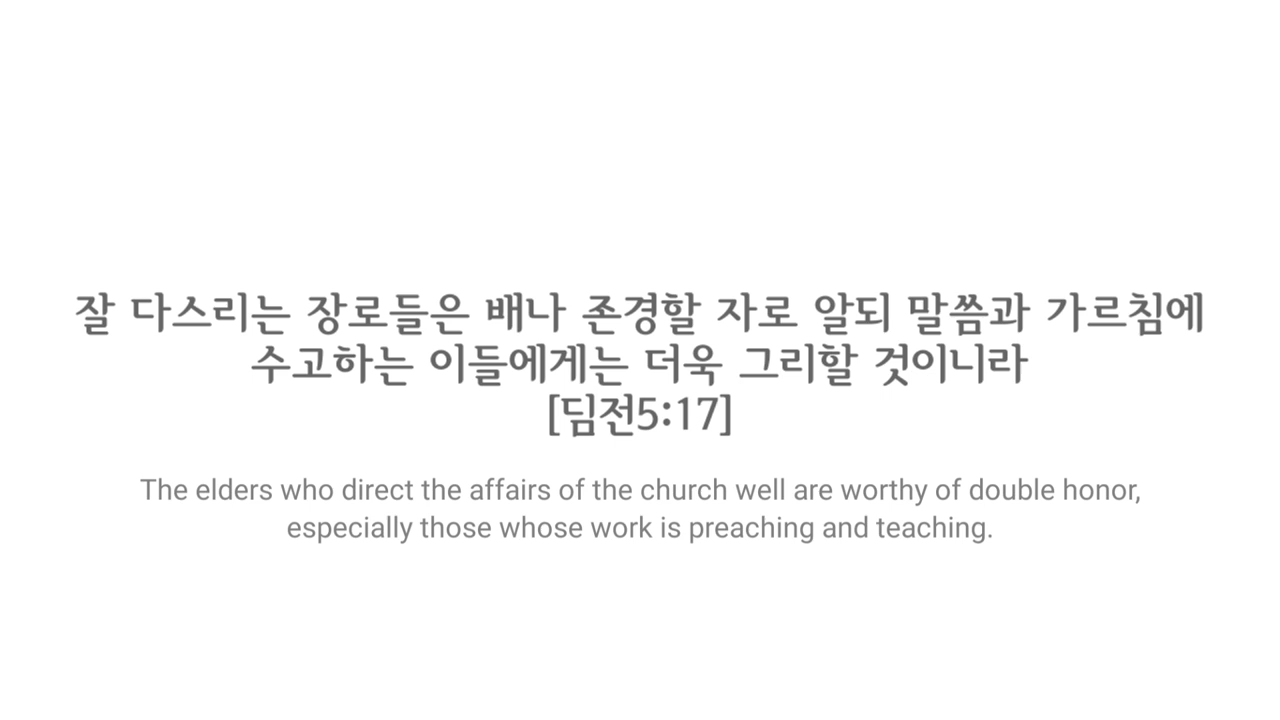 잘 다스리는 장로들은 배나 존경할 자로 알되 말씀과 가르침에
수고하는 이들에게는 더욱 그리할 것이니라
[딤전5:17]
The elders who direct the affairs of the church well are worthy of double honor,
especially those whose work is preaching and teaching.